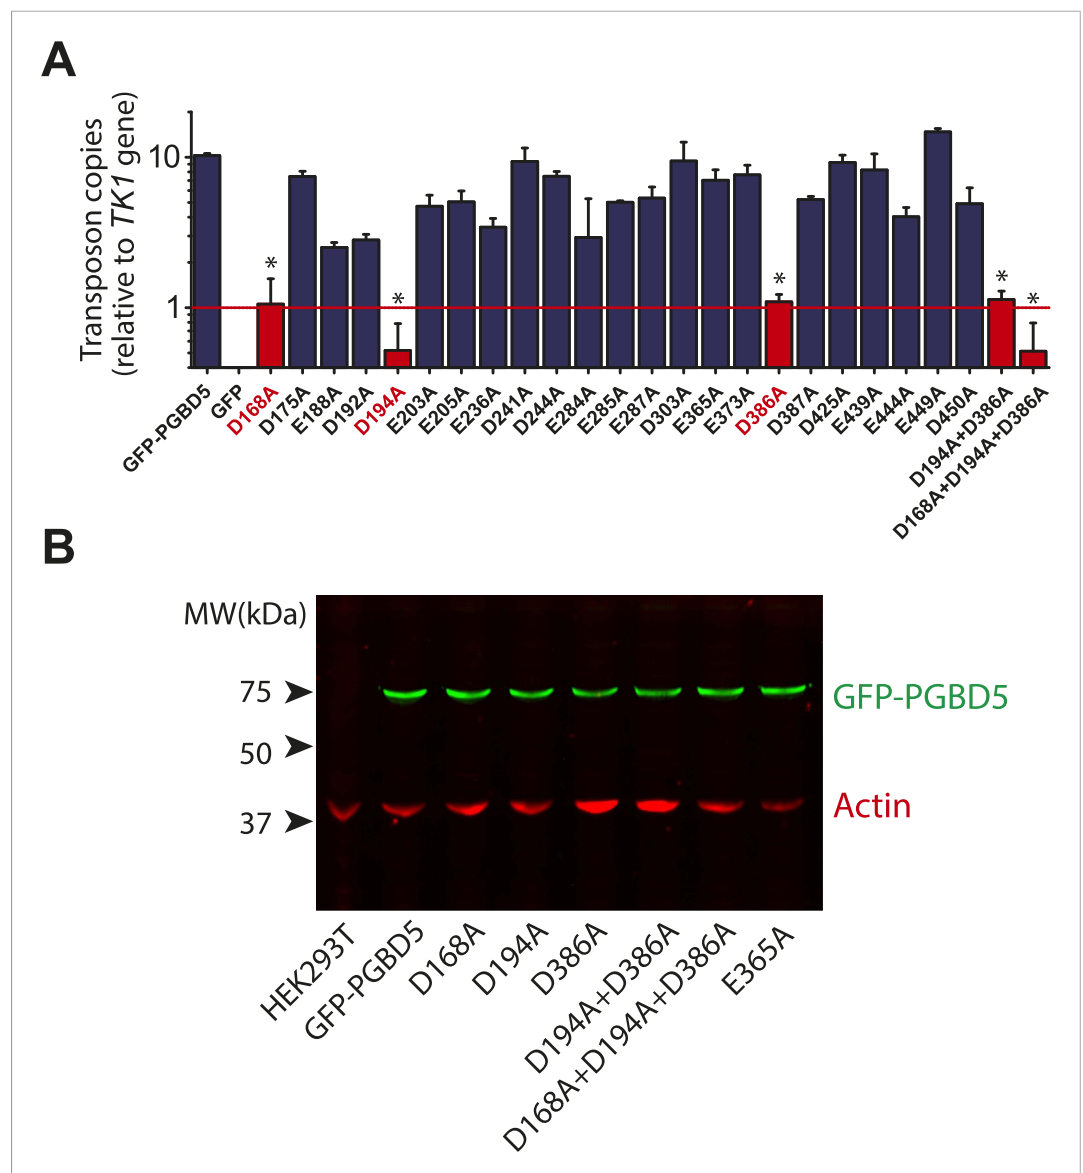 A
Transposon copies
(relative to TK1 gene)
10
1
* * * * *
GFP-PGBD5
GFP
D168A
D175A
E188A
D192A
D194A
E203A
E205A
E236A
D241A
D244A
E284A
E285A
E287A
D303A
E365A
E373A
D386A
D387A
D425A
E439A
E444A
E449A
D450A
D194A+D386A
D168A+D194A+D386A
B
MW(kDa)
75
50
37
GFP-PGBD5
Actin
HEK293T
GFP-PGBD5
D168A
D194A
D386A
D194A+D386A
D168A+D194A+D386A
E365A